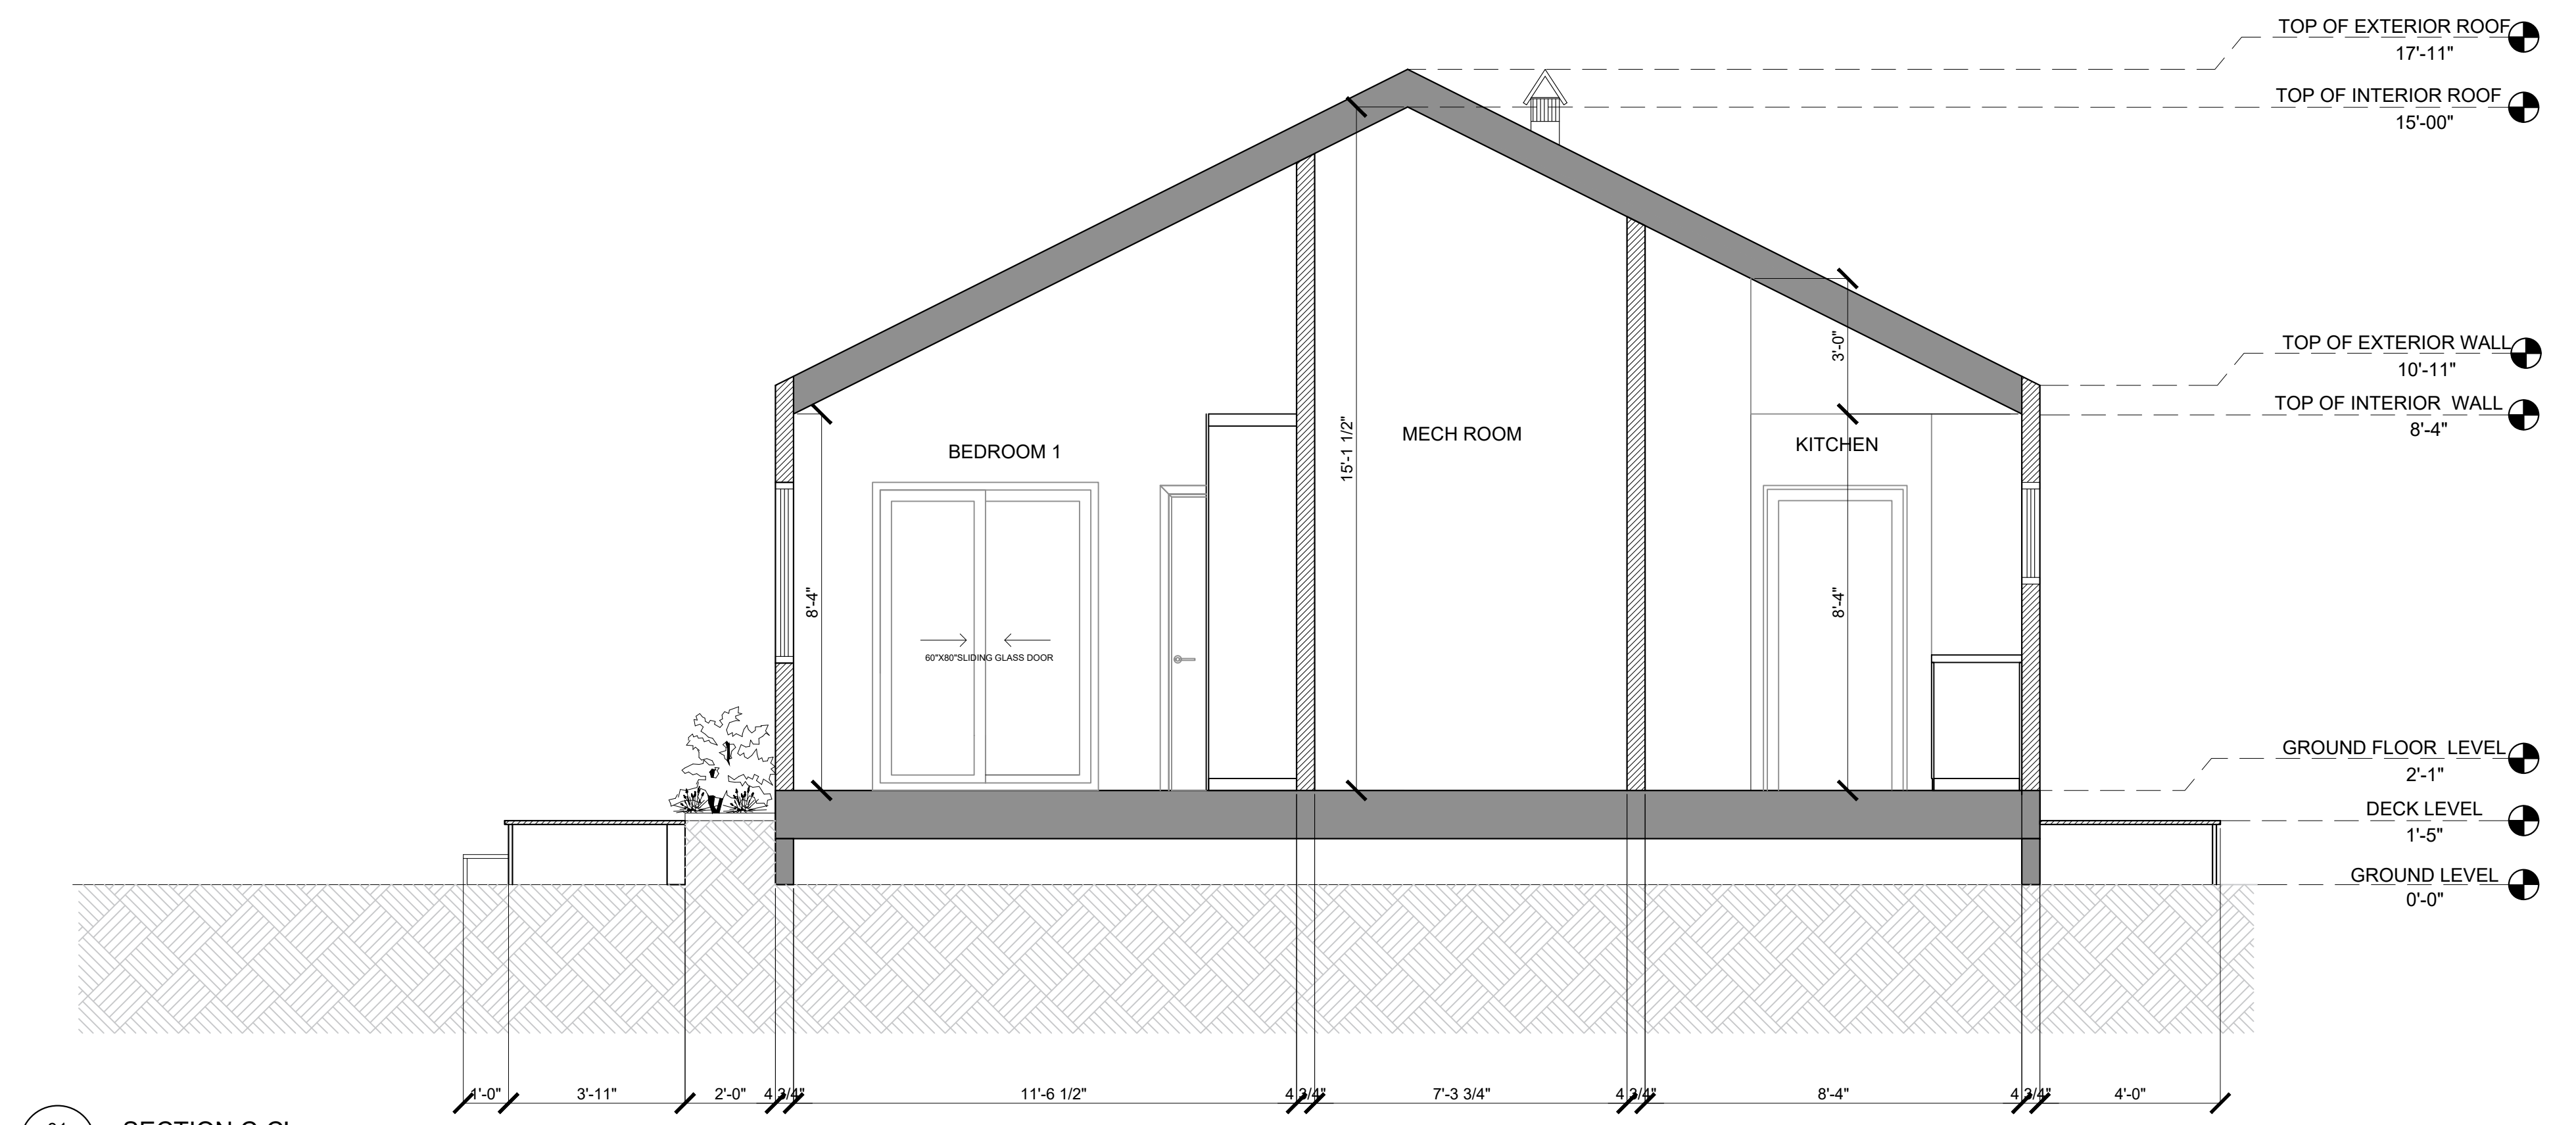 TOP OF EXTERIOR ROOF
17'-11"
TOP OF INTERIOR ROOF
15'-00"
TOP OF EXTERIOR WALL
10'-11"
TOP OF INTERIOR WALL
8'-4"
3'-0"
15'-1 1/2"
MECH ROOM
KITCHEN
BEDROOM 1
8'-4"
8'-4"
60"X80"SLIDING GLASS DOOR
GROUND FLOOR LEVEL
2'-1"
DECK LEVEL
1'-5"
GROUND LEVEL
0'-0"
1'-0" 3'-11" 2'-0" 4 3/4" 11'-6 1/2" 4 3/4" 7'-3 3/4" 4 3/4" 8'-4" 4 3/4" 4'-0"